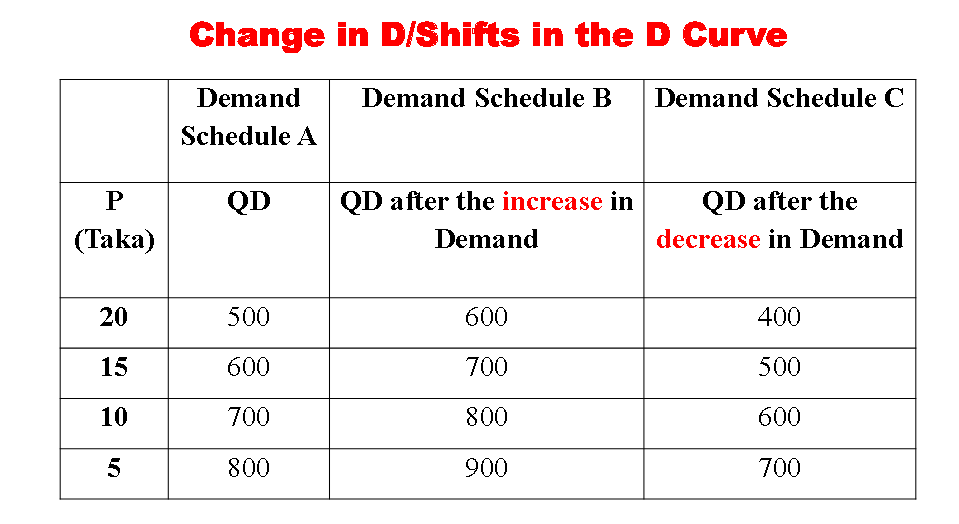 Change in D/Shifts in the D Curve
Demand Schedule A
Demand Schedule B
Demand Schedule C
P (Taka)
QD
QD after the increase in Demand
QD after the decrease in Demand
20 500 600 400
15 600 700 500
10 700 800 600
5 800 900 700